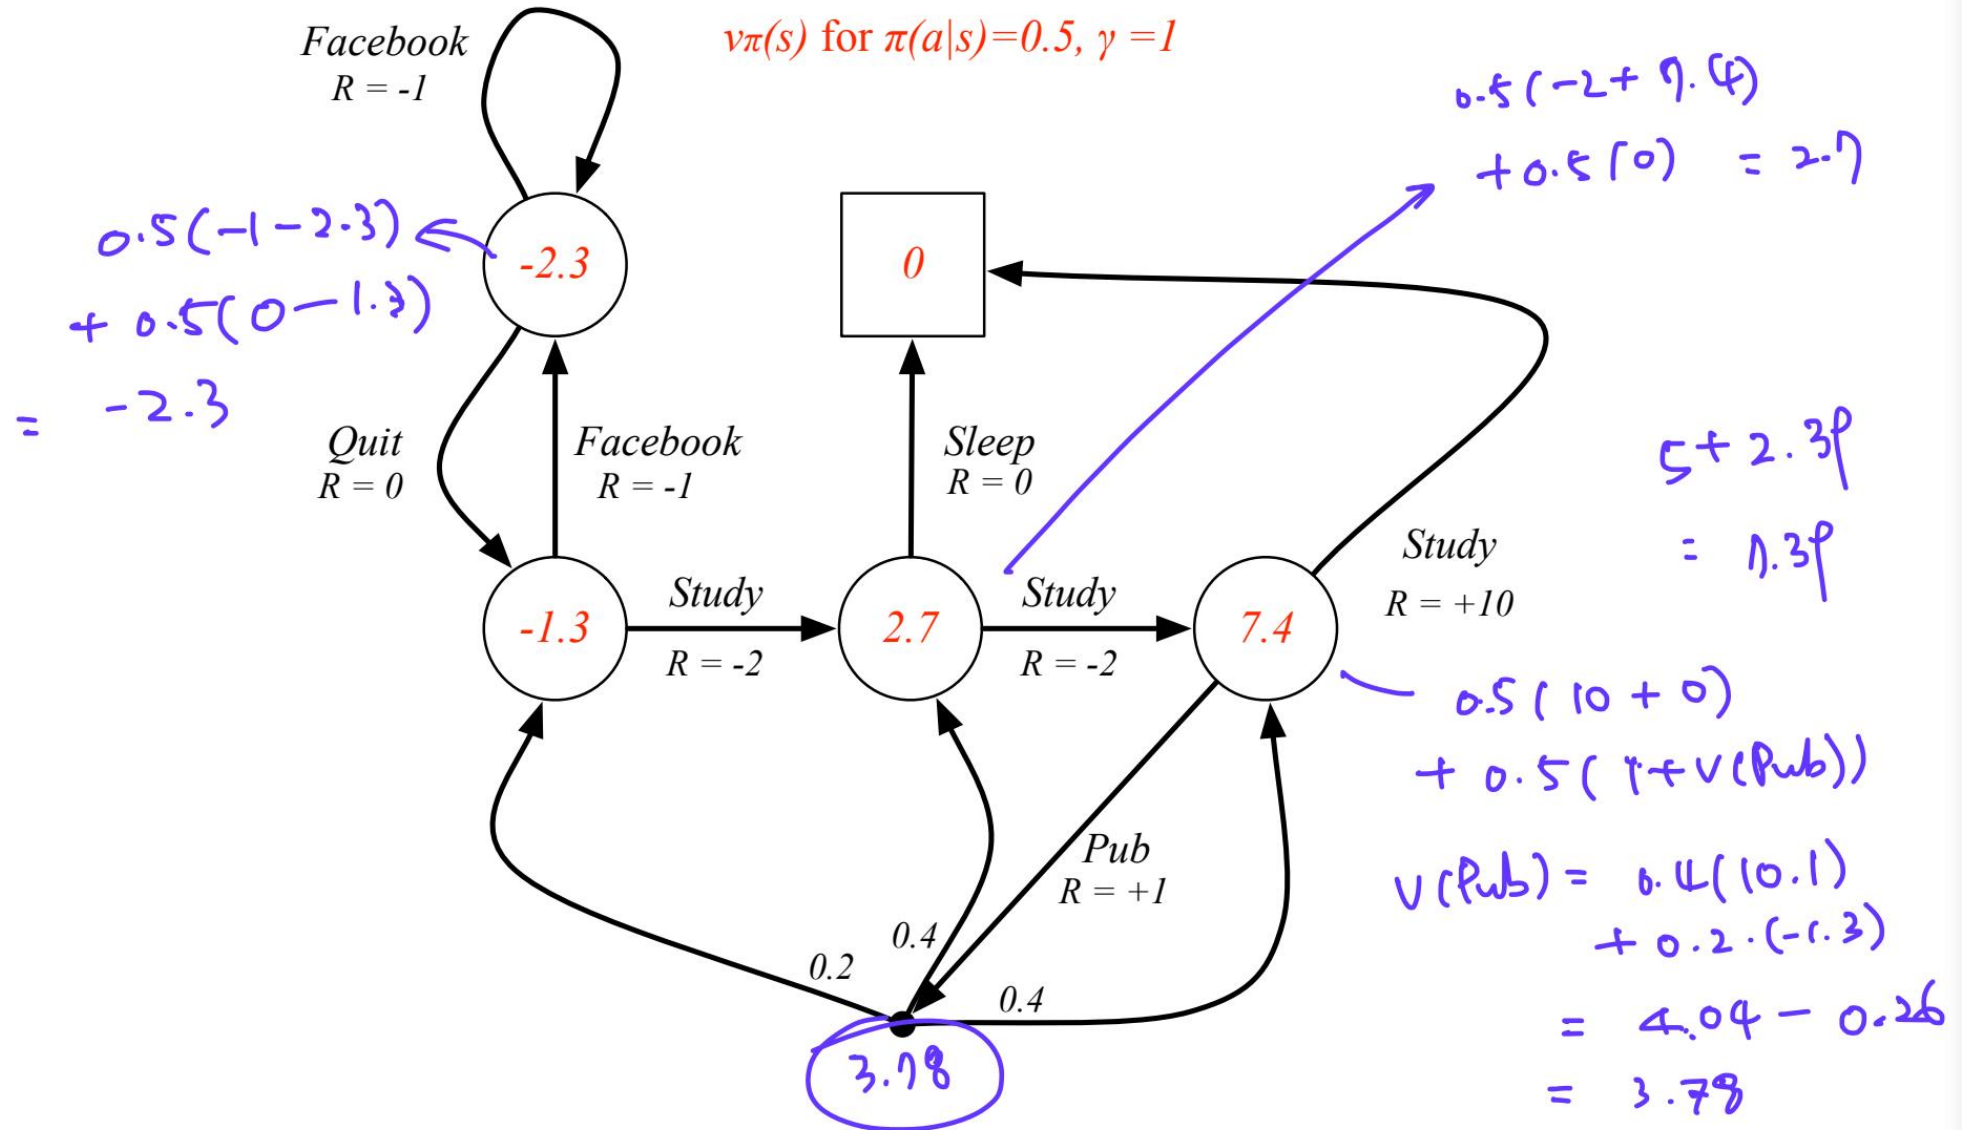 Facebook
R = -1
vπ(s) for π(a|s)=0.5, γ =1
0.5(-2+7.4)
+0.5(0) = 2.7
0.5(-1-2.3)
+ 0.5(0-1.3)
= -2.3
-2.3
0
Quit
R = 0
Facebook
R = -1
Sleep
R = 0
5+2.39
= 7.39
Study
R = +10
-1.3
Study
R = -2
2.7
Study
R = -2
7.4
0.5(10+0)
+ 0.5(1+V(Pub))
Pub
R = +1
V(Pub) = 0.4(10.1)
+ 0.2·(-1.3)
= 4.04 - 0.26
= 3.78
0.2
0.4
0.4
3.78